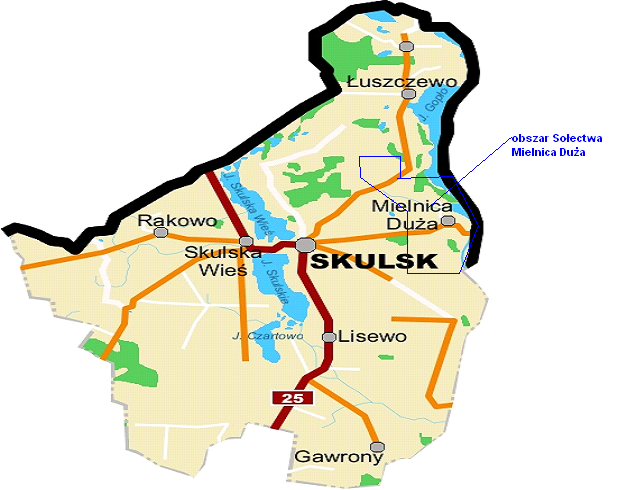 Łuszczewo
J. Gopło
obszar Sołectwa
Mielnica Duża
J. Skulska Wieś
Mielnica
Duża
Rakowo
Skulska
Wieś
SKULSK
J. Skulskie
J. Czartowo
Lisewo
25
Gawrony